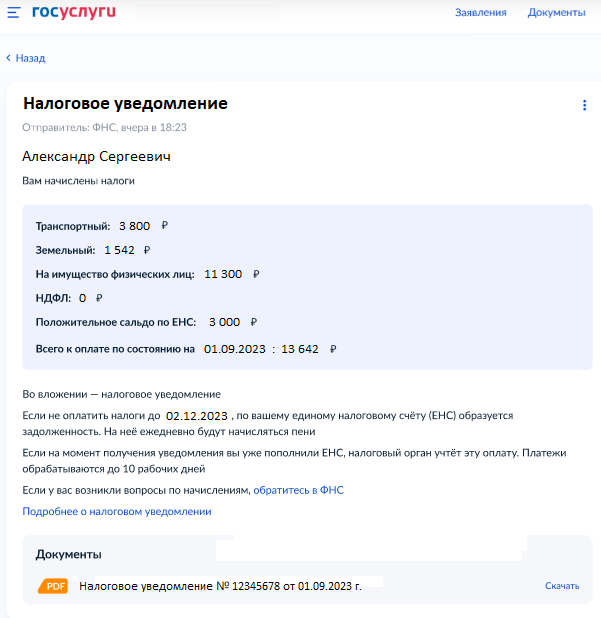 госуслуги Заявления Документы
Назад
Налоговое уведомление
Отправитель: ФНС, вчера в 18:23
Александр Сергеевич
Вам начислены налоги
Транспортный: 3 800 ₽
Земельный: 1 542 ₽
На имущество физических лиц: 11 300 ₽
НДФЛ: 0 ₽
Положительное сальдо по ЕНС: 3 000 ₽
Всего к оплате по состоянию на 01.09.2023 : 13 642 ₽
Во вложении — налоговое уведомление
Если не оплатить налоги до 02.12.2023 , по вашему единому налоговому счёту (ЕНС) образуется
задолженность. На неё ежедневно будут начисляться пени
Если на момент получения уведомления вы уже пополнили ЕНС, налоговый орган учтёт эту оплату. Платежи
обрабатываются до 10 рабочих дней
Если у вас возникли вопросы по начислениям, обратитесь в ФНС
Подробнее о налоговом уведомлении
Документы
PDF Налоговое уведомление № 12345678 от 01.09.2023 г. Скачать